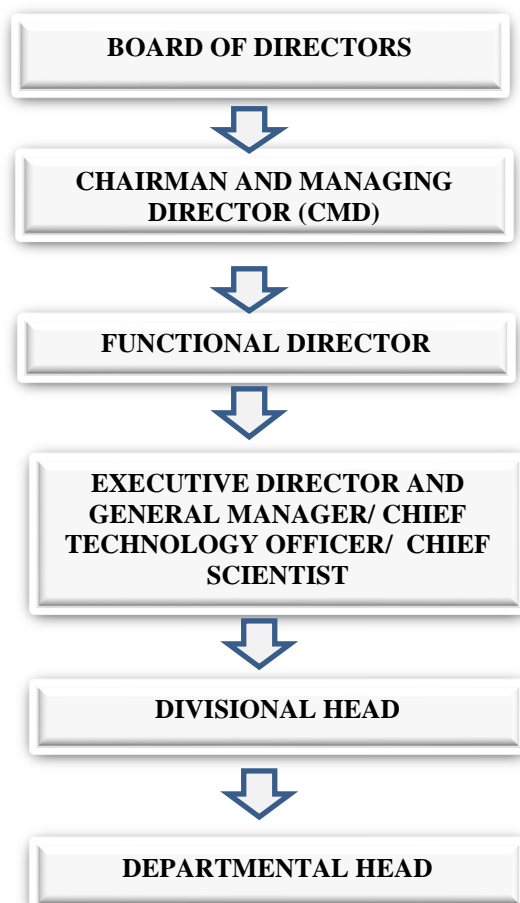 BOARD OF DIRECTORS
CHAIRMAN AND MANAGING
DIRECTOR (CMD)
FUNCTIONAL DIRECTOR
EXECUTIVE DIRECTOR AND
GENERAL MANAGER/ CHIEF
TECHNOLOGY OFFICER/ CHIEF
SCIENTIST
DIVISIONAL HEAD
DEPARTMENTAL HEAD